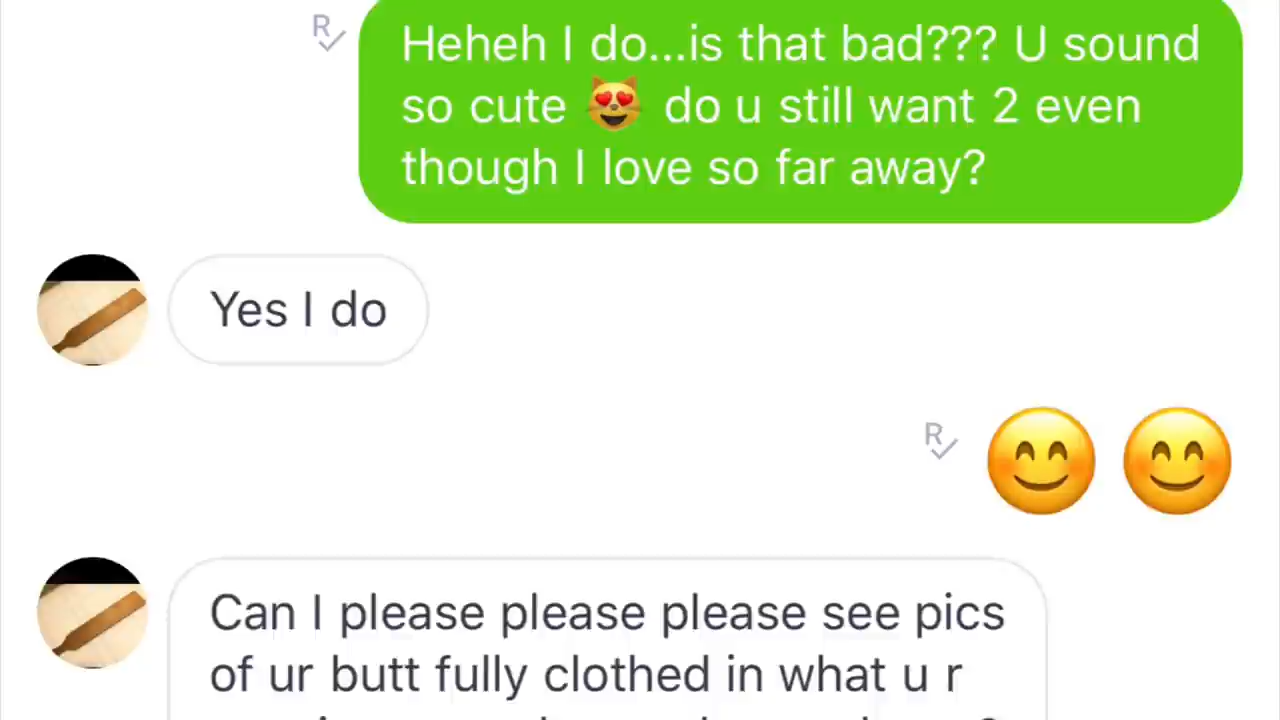 R
Heheh I do...is that bad??? U sound
so cute 😻 do u still want 2 even
though I love so far away?
Yes I do
R
😊 😊
Can I please please please see pics
of ur butt fully clothed in what u r